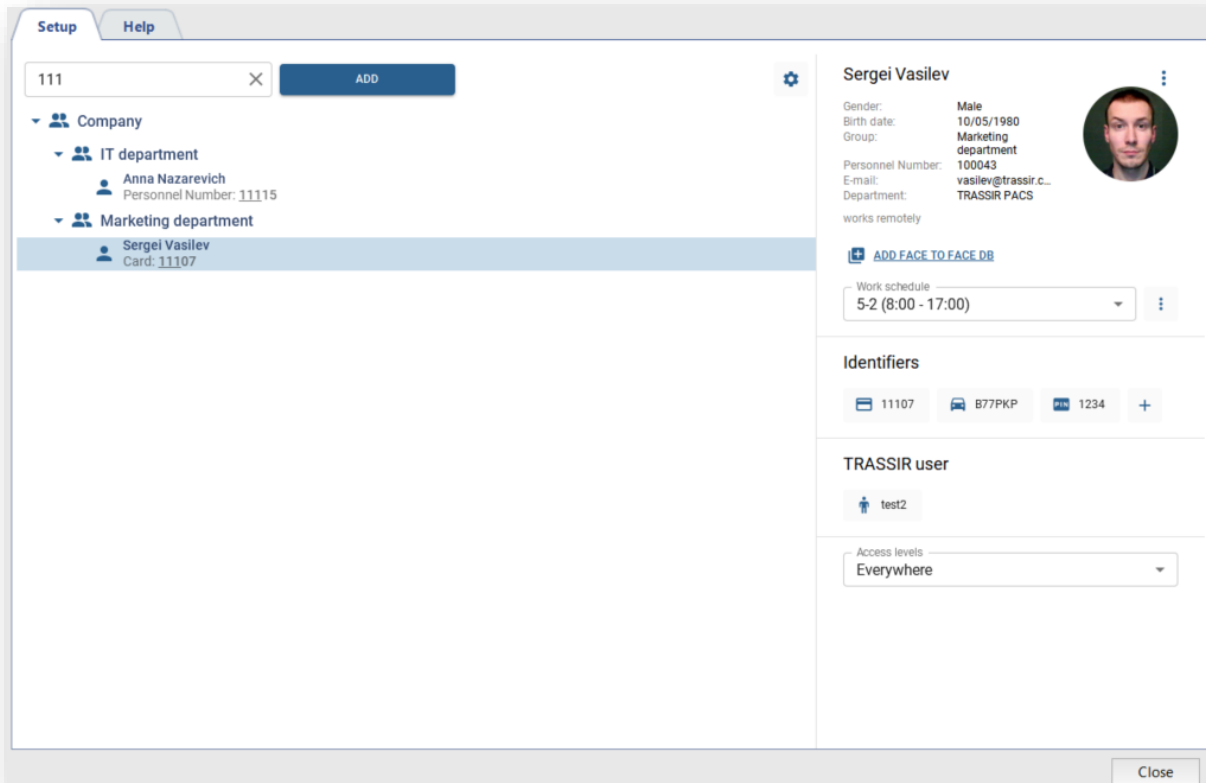 Setup
Help
111
ADD
Company
IT department
Anna Nazarevich
Personnel Number: 11115
Marketing department
Sergei Vasilev
Card: 11107
Sergei Vasilev
Gender: Male
Birth date: 10/05/1980
Group: Marketing
department
Personnel Number: 100043
E-mail: vasilev@trassir.c...
Department: TRASSIR PACS
works remotely
ADD FACE TO FACE DB
Work schedule
5-2 (8:00 - 17:00)
Identifiers
11107
B77PKP
PIN 1234
TRASSIR user
test2
Access levels
Everywhere
Close